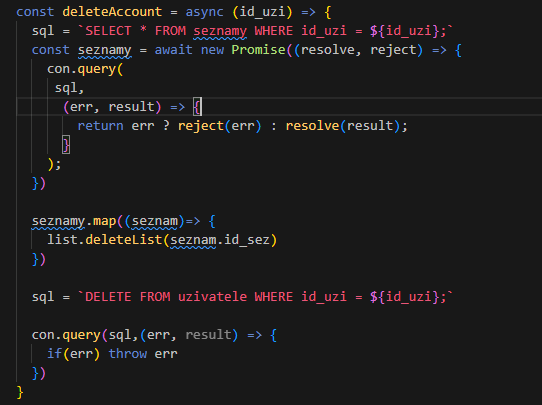 const deleteAccount = async (id_uzi) => {
sql = `SELECT * FROM seznamy WHERE id_uzi = ${id_uzi};`
const seznamy = await new Promise((resolve, reject) => {
con.query(
sql,
(err, result) => {
return err ? reject(err) : resolve(result);
}
);
})
seznamy.map((seznam)=> {
list.deleteList(seznam.id_sez)
})
sql = `DELETE FROM uzivatele WHERE id_uzi = ${id_uzi};`
con.query(sql,(err, result) => {
if(err) throw err
})
}